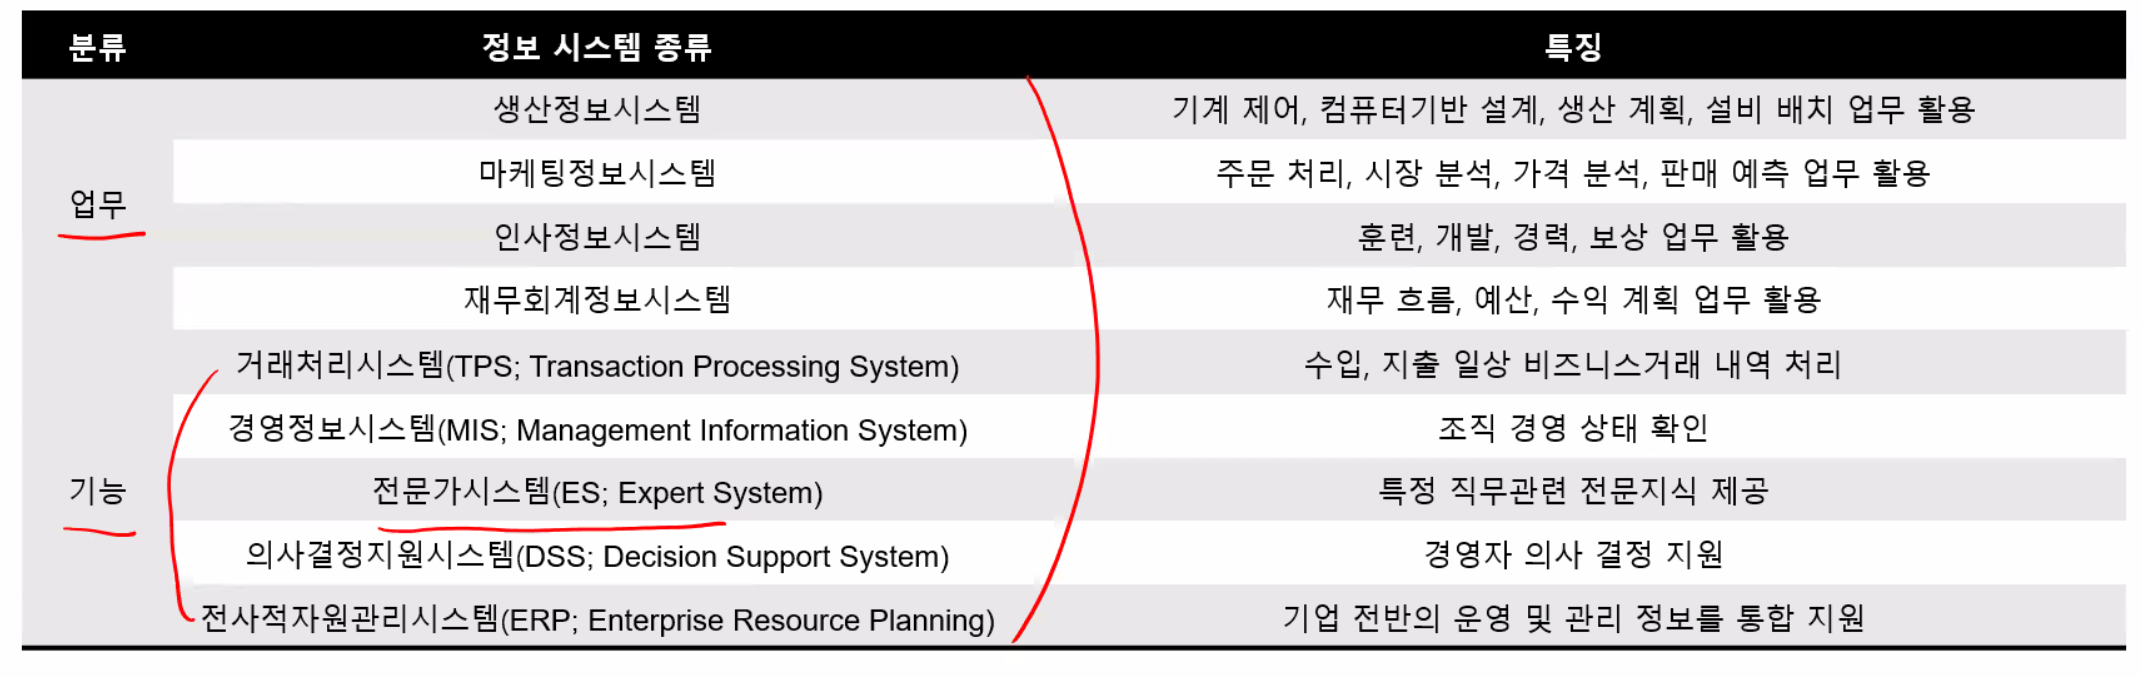 분류 정보 시스템 종류 특징
생산정보시스템 기계 제어, 컴퓨터기반 설계, 생산 계획, 설비 배치 업무 활용
마케팅정보시스템 주문 처리, 시장 분석, 가격 분석, 판매 예측 업무 활용
업무
인사정보시스템 훈련, 개발, 경력, 보상 업무 활용
재무회계정보시스템 재무 흐름, 예산, 수익 계획 업무 활용
거래처리시스템(TPS; Transaction Processing System) 수입, 지출 일상 비즈니스거래 내역 처리
경영정보시스템(MIS; Management Information System) 조직 경영 상태 확인
기능 전문가시스템(ES; Expert System) 특정 직무관련 전문지식 제공
의사결정지원시스템(DSS; Decision Support System) 경영자 의사 결정 지원
전사적자원관리시스템(ERP; Enterprise Resource Planning) 기업 전반의 운영 및 관리 정보를 통합 지원